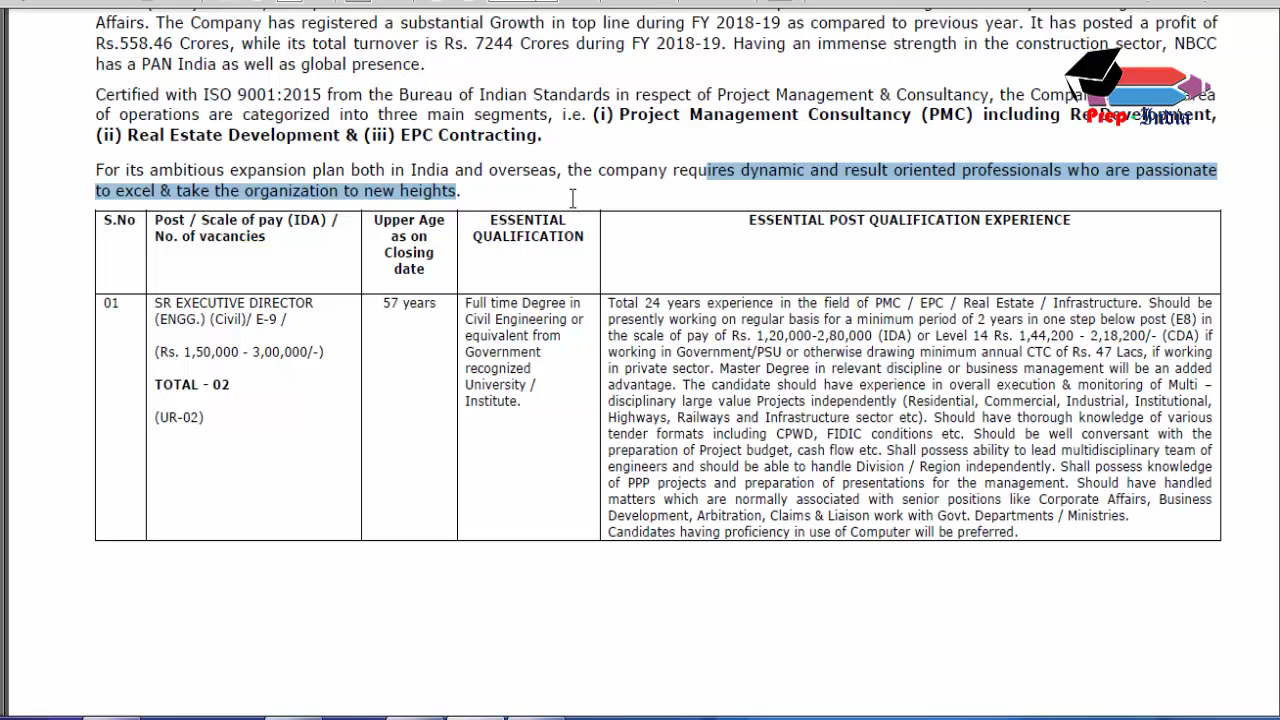 Affairs. The Company has registered a substantial Growth in top line during FY 2018-19 as compared to previous year. It has posted a profit of
Rs.558.46 Crores, while its total turnover is Rs. 7244 Crores during FY 2018-19. Having an immense strength in the construction sector, NBCC
has a PAN India as well as global presence.
Certified with ISO 9001:2015 from the Bureau of Indian Standards in respect of Project Management & Consultancy, the
of operations are categorized into three main segments, i.e. (i) Project Management Consultancy (PMC) including
(ii) Real Estate Development & (iii) EPC Contracting.
Prep India
For its ambitious expansion plan both in India and overseas, the company requires dynamic and result oriented professionals who are passionate
to excel & take the organization to new heights.
S.No
Post / Scale of pay (IDA) /
No. of vacancies
Upper Age
as on
Closing
date
ESSENTIAL
QUALIFICATION
ESSENTIAL POST QUALIFICATION EXPERIENCE
01
SR EXECUTIVE DIRECTOR
(ENGG.) (Civil)/ E-9 /
(Rs. 1,50,000 - 3,00,000/-)
TOTAL - 02
(UR-02)
57 years
Full time Degree in
Civil Engineering or
equivalent from
Government
recognized
University /
Institute.
Total 24 years experience in the field of PMC / EPC / Real Estate / Infrastructure. Should be
presently working on regular basis for a minimum period of 2 years in one step below post (E8) in
the scale of pay of Rs. 1,20,000-2,80,000 (IDA) or Level 14 Rs. 1,44,200 - 2,18,200/- (CDA) if
working in Government/PSU or otherwise drawing minimum annual CTC of Rs. 47 Lacs, if working
in private sector. Master Degree in relevant discipline or business management will be an added
advantage. The candidate should have experience in overall execution & monitoring of Multi –
disciplinary large value Projects independently (Residential, Commercial, Industrial, Institutional,
Highways, Railways and Infrastructure sector etc). Should have thorough knowledge of various
tender formats including CPWD, FIDIC conditions etc. Should be well conversant with the
preparation of Project budget, cash flow etc. Shall possess ability to lead multidisciplinary team of
engineers and should be able to handle Division / Region independently. Shall possess knowledge
of PPP projects and preparation of presentations for the management. Should have handled
matters which are normally associated with senior positions like Corporate Affairs, Business
Development, Arbitration, Claims & Liaison work with Govt. Departments / Ministries.
Candidates having proficiency in use of Computer will be preferred.